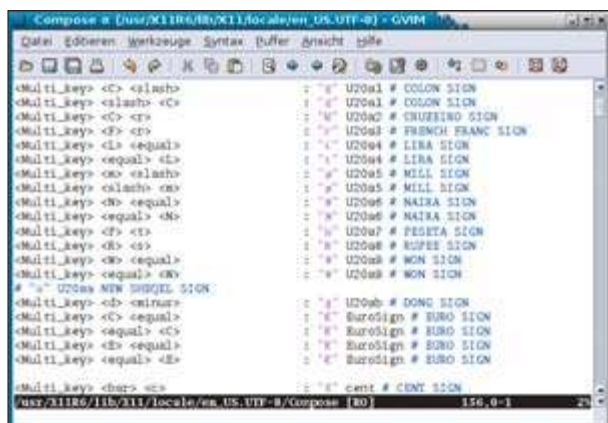 Compose (/usr/X11R6/lib/X11/locale/en_US.UTF-8) - GVIM
Datei Editieren Werkzeuge Syntax Puffer Ansicht Hilfe
<Multi_key> <C> <slash> : U20a1 # COLON SIGN
<Multi_key> <slash> <C> : U20a1 # COLON SIGN
<Multi_key> <C> <r> : U20a2 # CRUZEIRO SIGN
<Multi_key> <F> <r> : U20a3 # FRENCH FRANC SIGN
<Multi_key> <L> <equal> : U20a4 # LIRA SIGN
<Multi_key> <equal> <L> : U20a4 # LIRA SIGN
<Multi_key> <m> <slash> : U20a5 # MILL SIGN
<Multi_key> <slash> <m> : U20a5 # MILL SIGN
<Multi_key> <N> <equal> : U20a6 # NAIRA SIGN
<Multi_key> <equal> <N> : U20a6 # NAIRA SIGN
<Multi_key> <P> <t> : U20a7 # PESETA SIGN
<Multi_key> <R> <s> : U20a8 # RUPEE SIGN
<Multi_key> <W> <equal> : U20a9 # WON SIGN
<Multi_key> <equal> <W> : U20a9 # WON SIGN
# U20aa NEW SHEQEL SIGN
<Multi_key> <d> <minus> : U20ab # DONG SIGN
<Multi_key> <C> <equal> : EuroSign # EURO SIGN
<Multi_key> <equal> <C> : EuroSign # EURO SIGN
<Multi_key> <E> <equal> : EuroSign # EURO SIGN
<Multi_key> <equal> <E> : EuroSign # EURO SIGN
<Multi_key> <bar> <c> : cent # CENT SIGN
/usr/X11R6/lib/X11/locale/en_US.UTF-8/Compose [RO] 156,0-1 2%